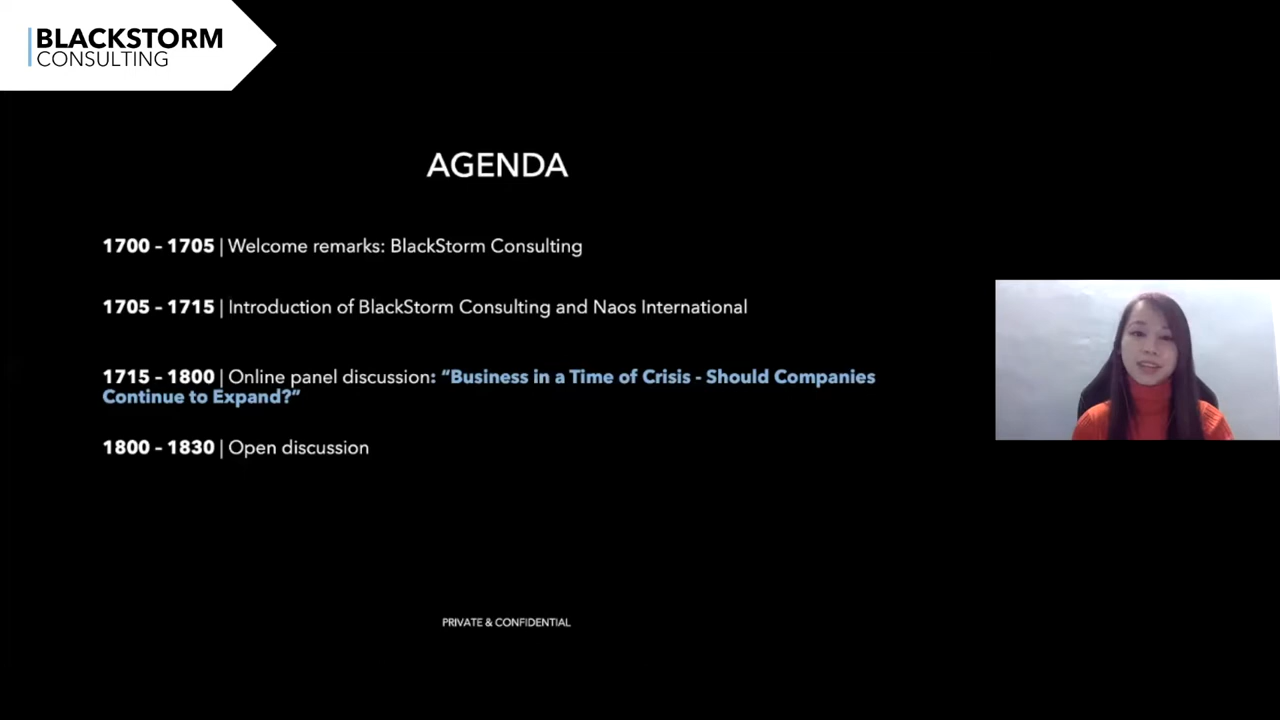 BLACKSTORM
CONSULTING
AGENDA
1700 - 1705 | Welcome remarks: BlackStorm Consulting
1705 - 1715 | Introduction of BlackStorm Consulting and Naos International
1715 - 1800 | Online panel discussion: “Business in a Time of Crisis - Should Companies
Continue to Expand?”
1800 - 1830 | Open discussion
PRIVATE & CONFIDENTIAL